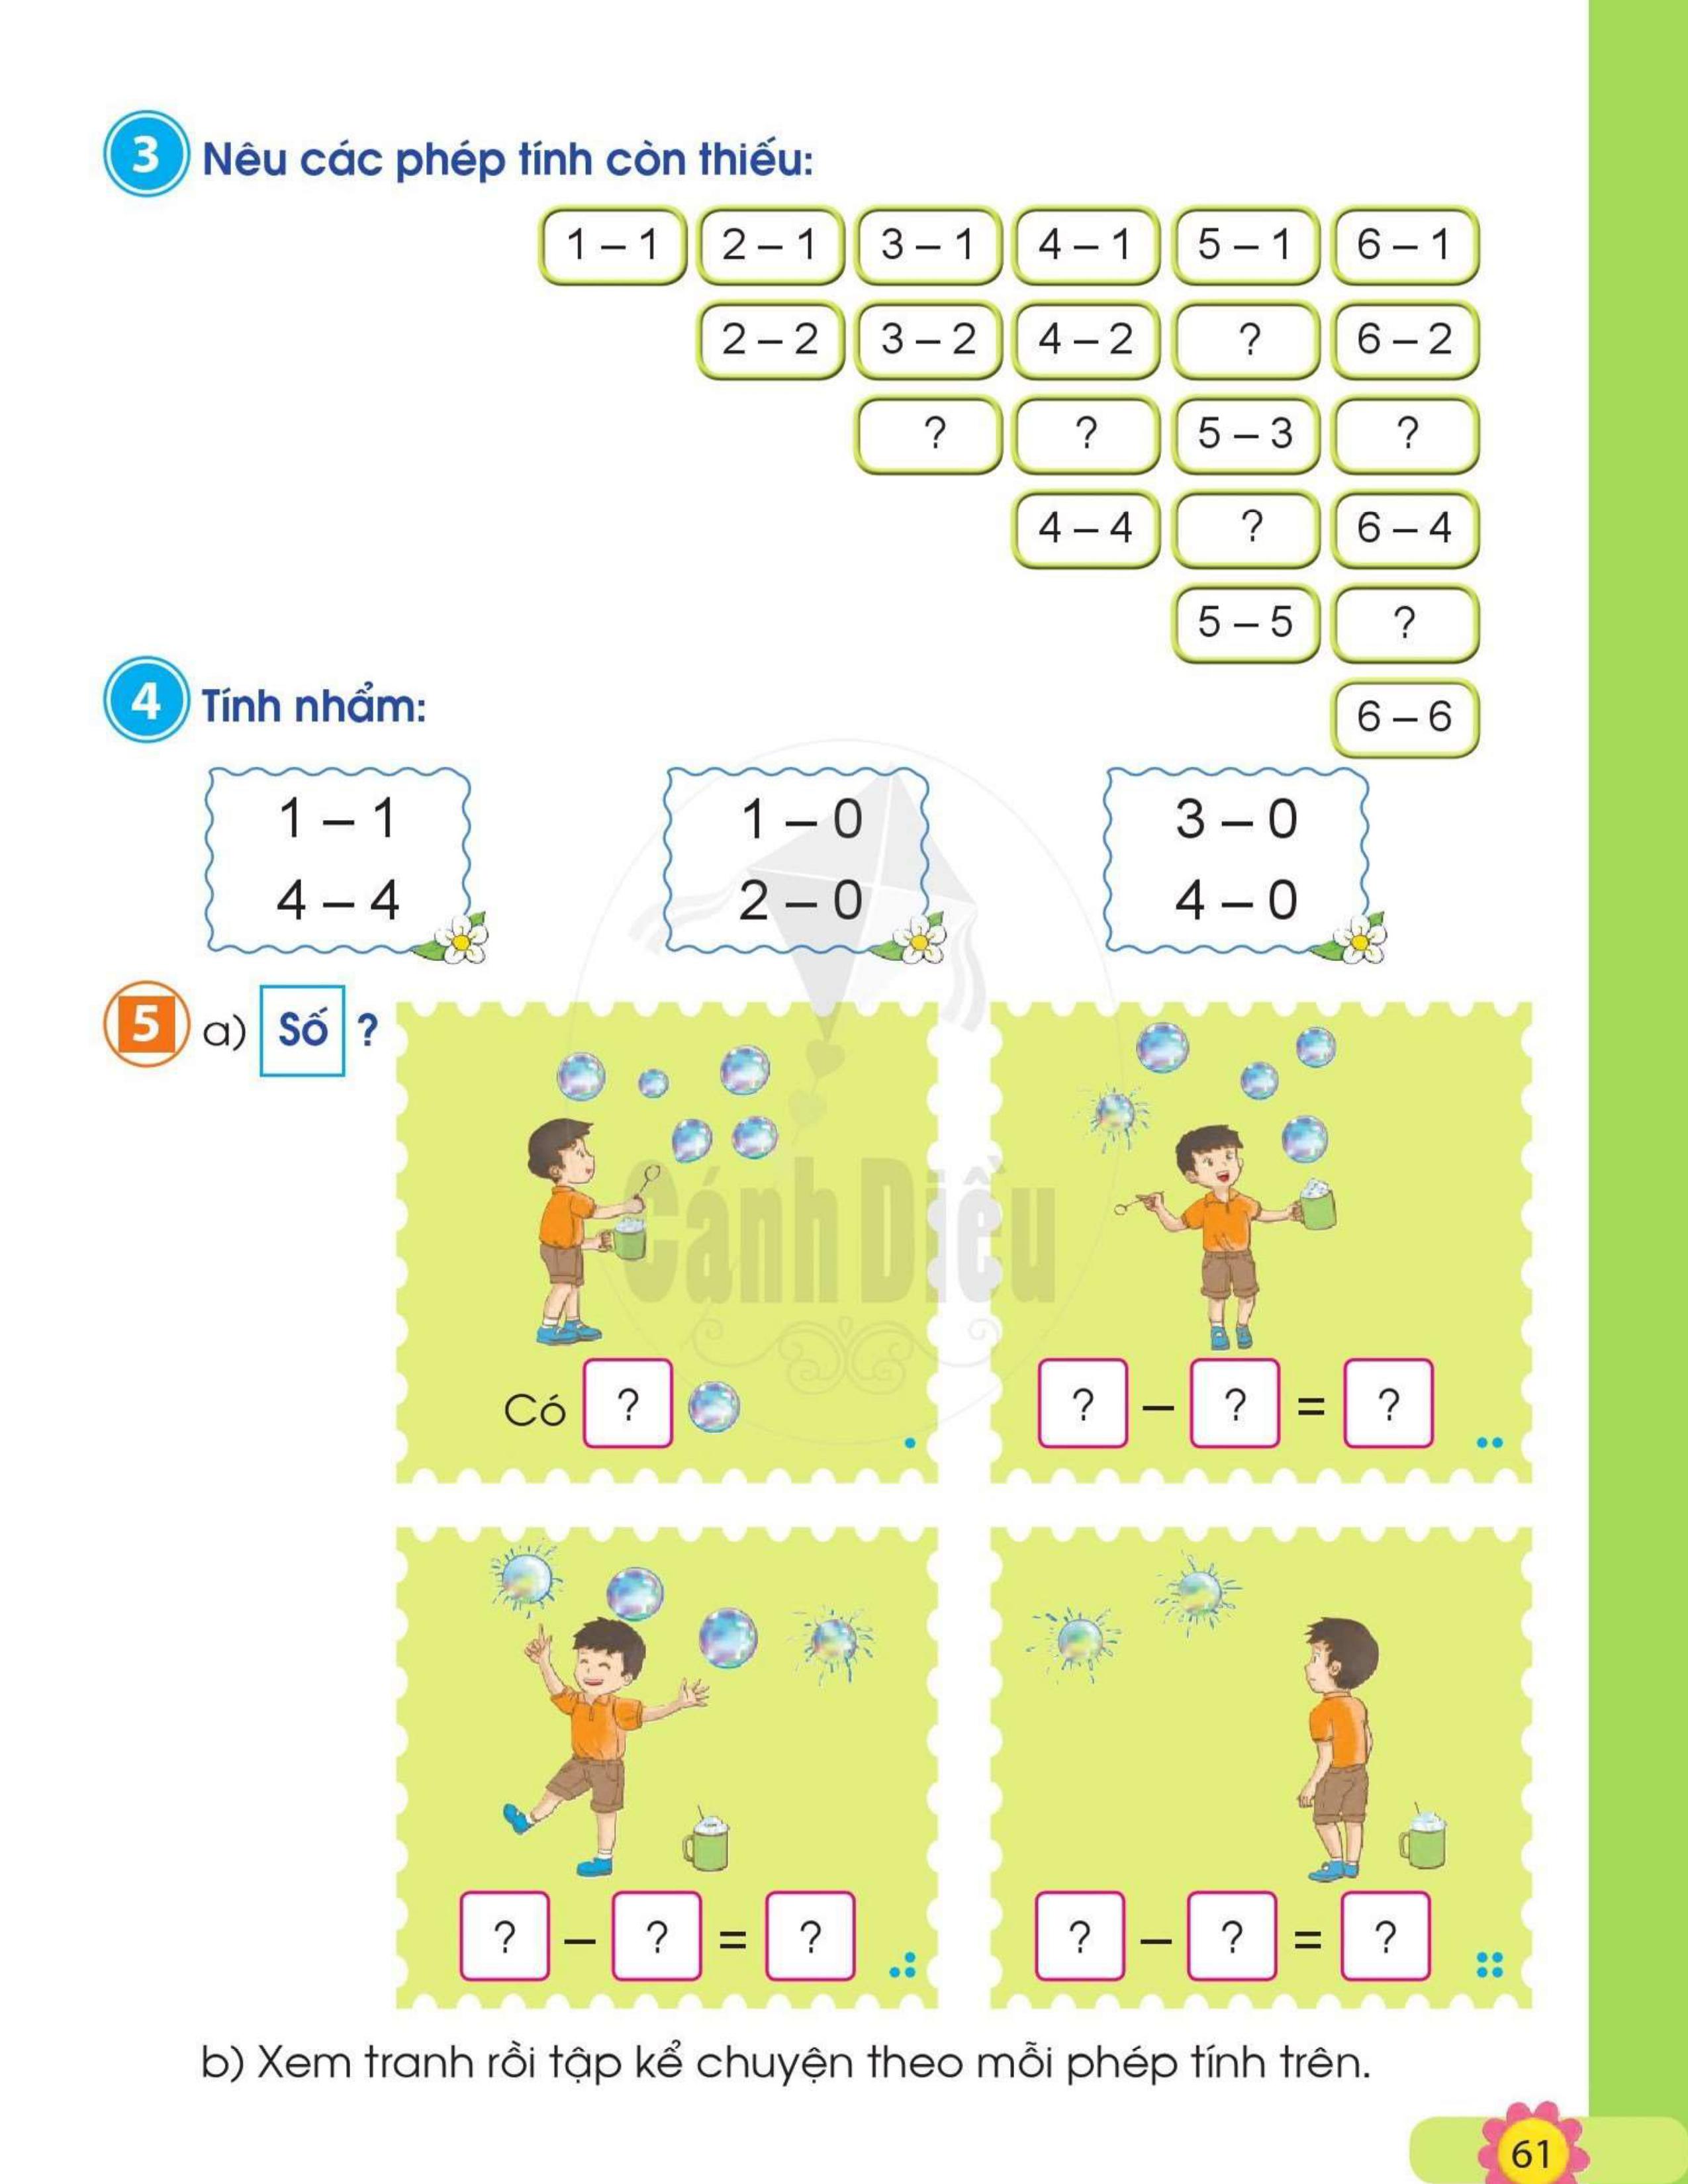 3 Nêu các phép tính còn thiếu:
1 – 1 2 – 1 3 – 1 4 – 1 5 – 1 6 – 1
2 – 2 3 – 2 4 – 2 ? 6 – 2
? ? 5 – 3 ?
4 – 4 ? 6 – 4
5 – 5 ?
6 – 6
4 Tính nhẩm:
1 – 1 1 – 0 3 – 0
4 – 4 2 – 0 4 – 0
5 a) Số ?
Cánh Diều
Có ?
? – ? = ?
? – ? = ?
? – ? = ?
b) Xem tranh rồi tập kể chuyện theo mỗi phép tính trên.
61